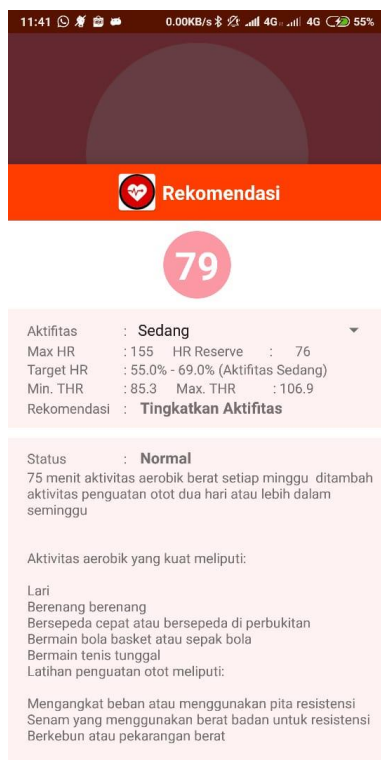 11:41 0.00KB/s 4G 4G 55%
Rekomendasi
79
Aktifitas : Sedang
Max HR : 155 HR Reserve : 76
Target HR : 55.0% - 69.0% (Aktifitas Sedang)
Min. THR : 85.3 Max. THR : 106.9
Rekomendasi : Tingkatkan Aktifitas
Status : Normal
75 menit aktivitas aerobik berat setiap minggu ditambah
aktivitas penguatan otot dua hari atau lebih dalam
seminggu
Aktivitas aerobik yang kuat meliputi:
Lari
Berenang berenang
Bersepeda cepat atau bersepeda di perbukitan
Bermain bola basket atau sepak bola
Bermain tenis tunggal
Latihan penguatan otot meliputi:
Mengangkat beban atau menggunakan pita resistensi
Senam yang menggunakan berat badan untuk resistensi
Berkebun atau pekarangan berat